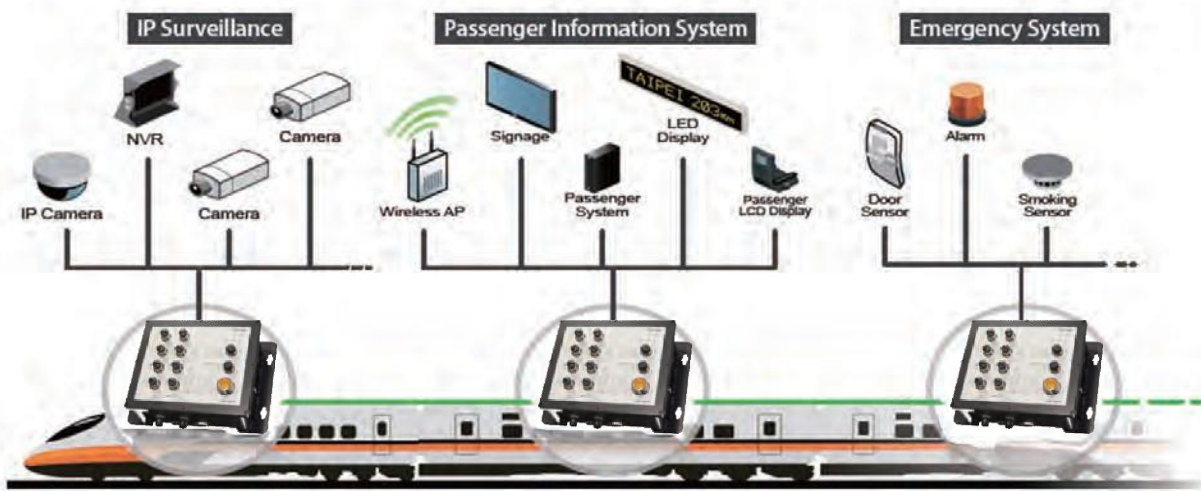 IP Surveillance
Passenger Information System
Emergency System
NVR
Camera
IP Camera
Camera
Wireless AP
Signage
TAIPEI 203km
LED
Display
Passenger
System
Passenger
LCD Display
Door
Sensor
Alarm
Smoking
Sensor